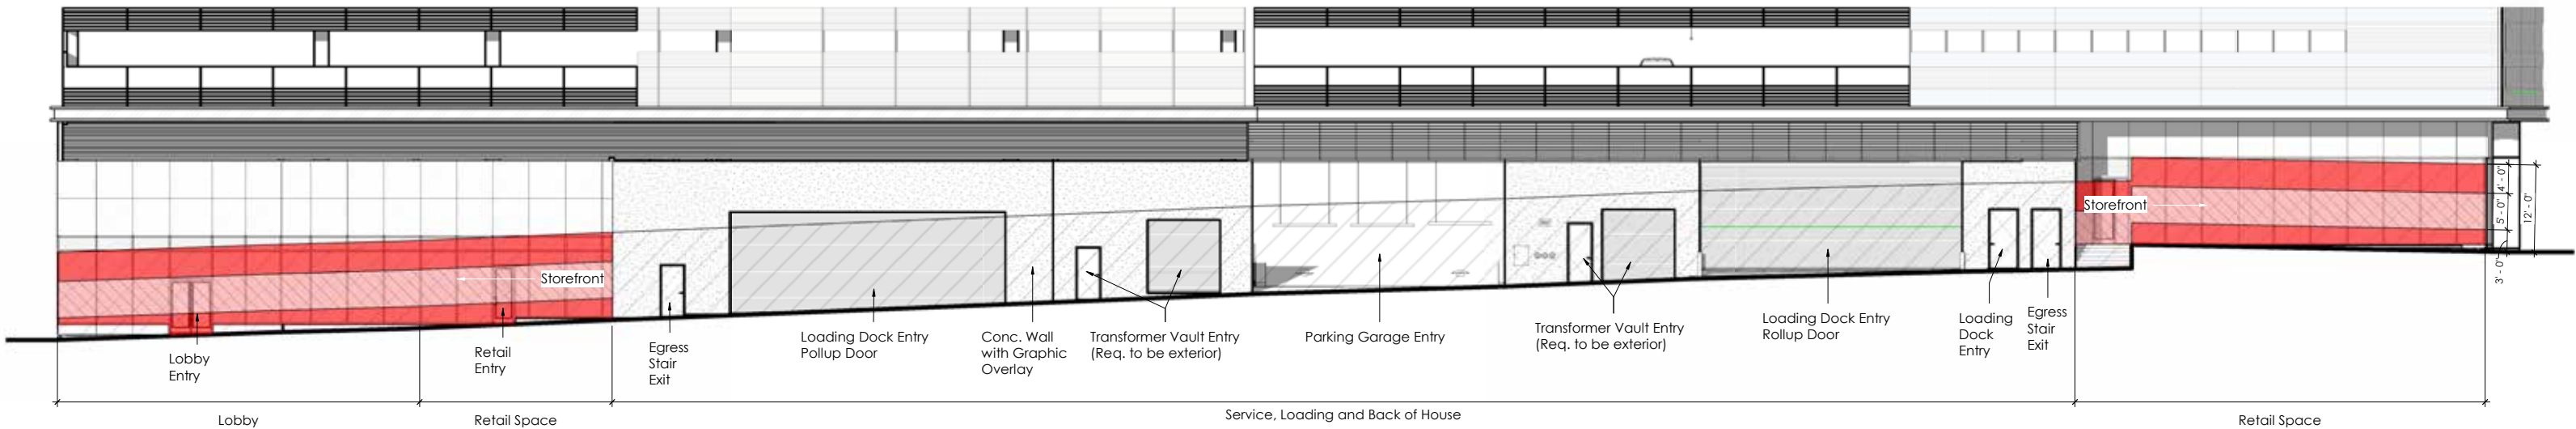 Storefront
Storefront
4' - 0"
5' - 0"
3' - 0"
12' - 0"
Lobby
Entry
Retail
Entry
Egress
Stair
Exit
Loading Dock Entry
Pollup Door
Conc. Wall
with Graphic
Overlay
Transformer Vault Entry
(Req. to be exterior)
Parking Garage Entry
Transformer Vault Entry
(Req. to be exterior)
Loading Dock Entry
Rollup Door
Loading
Dock
Entry
Egress
Stair
Exit
Lobby
Retail Space
Service, Loading and Back of House
Retail Space